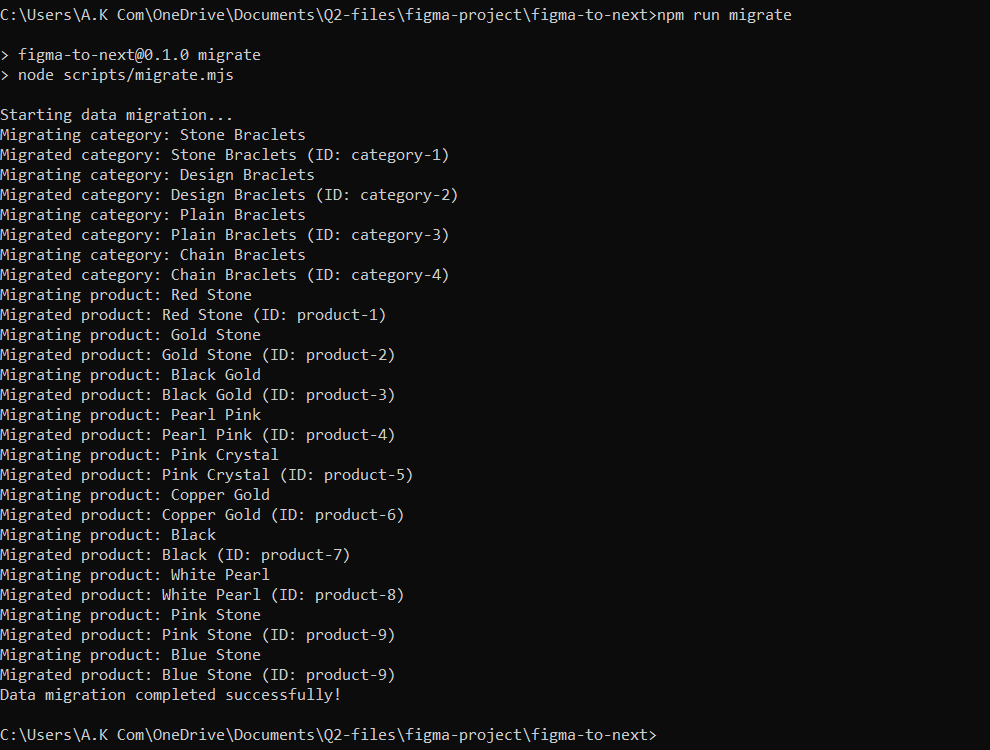 C:\Users\A.K Com\OneDrive\Documents\Q2-files\figma-project\figma-to-next>npm run migrate
> figma-to-next@0.1.0 migrate
> node scripts/migrate.mjs
Starting data migration...
Migrating category: Stone Braclets
Migrated category: Stone Braclets (ID: category-1)
Migrating category: Design Braclets
Migrated category: Design Braclets (ID: category-2)
Migrating category: Plain Braclets
Migrated category: Plain Braclets (ID: category-3)
Migrating category: Chain Braclets
Migrated category: Chain Braclets (ID: category-4)
Migrating product: Red Stone
Migrated product: Red Stone (ID: product-1)
Migrating product: Gold Stone
Migrated product: Gold Stone (ID: product-2)
Migrating product: Black Gold
Migrated product: Black Gold (ID: product-3)
Migrating product: Pearl Pink
Migrated product: Pearl Pink (ID: product-4)
Migrating product: Pink Crystal
Migrated product: Pink Crystal (ID: product-5)
Migrating product: Copper Gold
Migrated product: Copper Gold (ID: product-6)
Migrating product: Black
Migrated product: Black (ID: product-7)
Migrating product: White Pearl
Migrated product: White Pearl (ID: product-8)
Migrating product: Pink Stone
Migrated product: Pink Stone (ID: product-9)
Migrating product: Blue Stone
Migrated product: Blue Stone (ID: product-9)
Data migration completed successfully!
C:\Users\A.K Com\OneDrive\Documents\Q2-files\figma-project\figma-to-next>